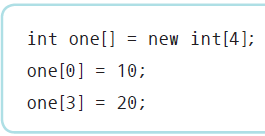 int one[] = new int[4];
one[0] = 10;
one[3] = 20;